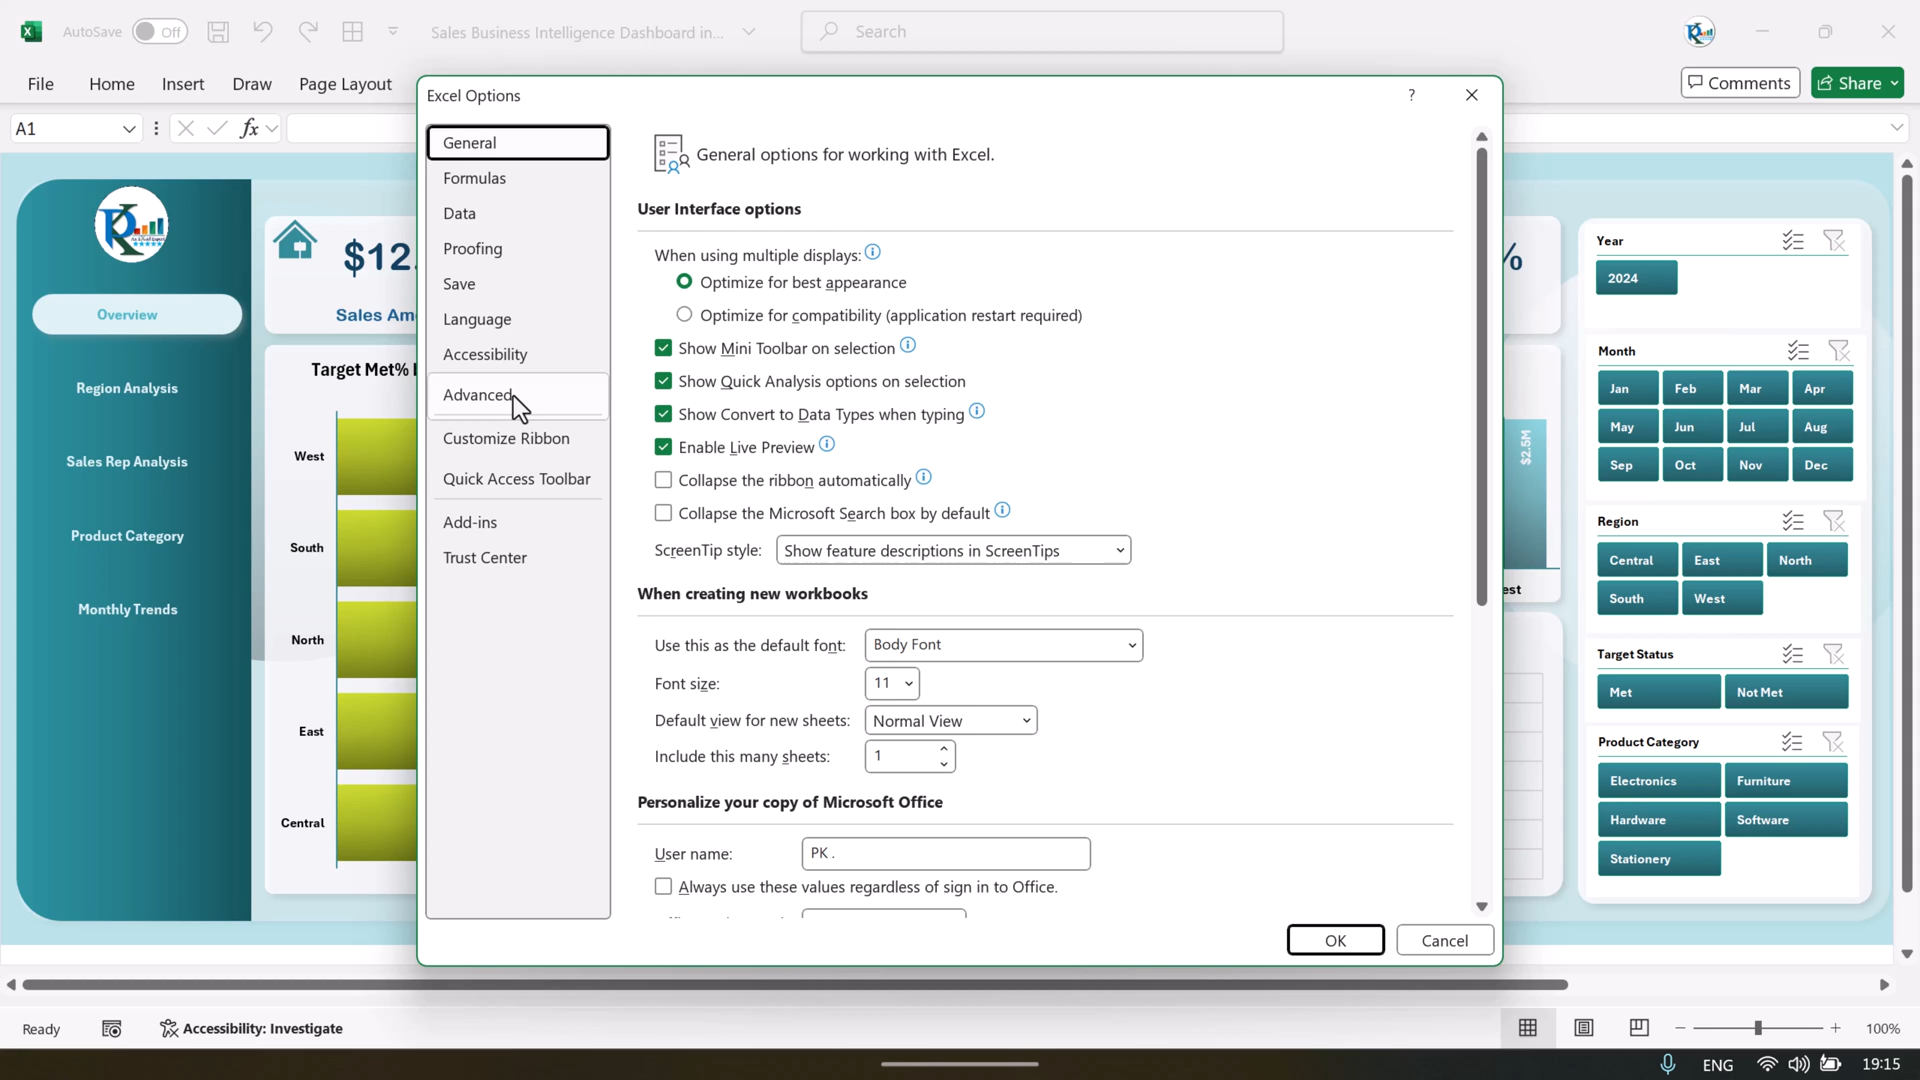 AutoSave Off Sales Business Intelligence Dashboard in... Search
File Home Insert Draw Page Layout Comments Share
A1 fx
Excel Options ?
General
Formulas
Data
Proofing
Save
Language
Accessibility
Advanced
Customize Ribbon
Quick Access Toolbar
Add-ins
Trust Center
General options for working with Excel.
User Interface options
When using multiple displays:
Optimize for best appearance
Optimize for compatibility (application restart required)
Show Mini Toolbar on selection
Show Quick Analysis options on selection
Show Convert to Data Types when typing
Enable Live Preview
Collapse the ribbon automatically
Collapse the Microsoft Search box by default
ScreenTip style: Show feature descriptions in ScreenTips
When creating new workbooks
Use this as the default font: Body Font
Font size: 11
Default view for new sheets: Normal View
Include this many sheets: 1
Personalize your copy of Microsoft Office
User name: PK .
Always use these values regardless of sign in to Office.
OK Cancel
Overview
Region Analysis
Sales Rep Analysis
Product Category
Monthly Trends
$12.
Sales Am
Target Met%
West
South
North
East
Central
%
$2.5M
est
Year
2024
Month
Jan Feb Mar Apr
May Jun Jul Aug
Sep Oct Nov Dec
Region
Central East North
South West
Target Status
Met Not Met
Product Category
Electronics Furniture
Hardware Software
Stationery
Ready Accessibility: Investigate 100%
ENG 19:15